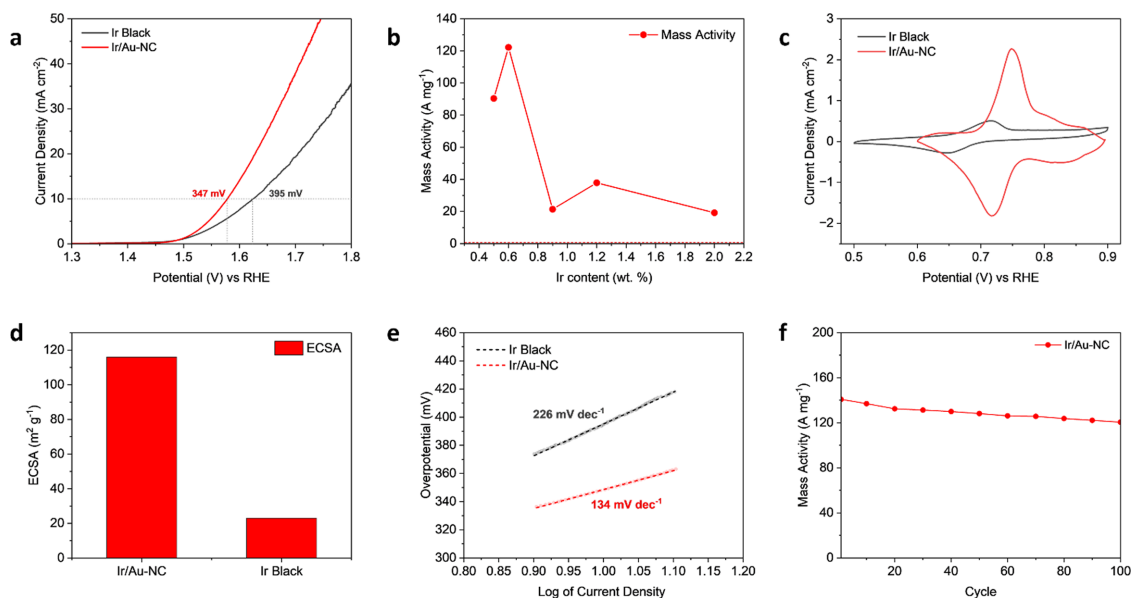 a
Ir Black
Ir/Au-NC
347 mV
395 mV
50
40
30
20
10
0
1.3 1.4 1.5 1.6 1.7 1.8
Current Density (mA cm⁻²)
Potential (V) vs RHE
b
Mass Activity
140
120
100
80
60
40
20
0
0.4 0.6 0.8 1.0 1.2 1.4 1.6 1.8 2.0 2.2
Mass Activity (A mg⁻¹)
Ir content (wt. %)
c
Ir Black
Ir/Au-NC
3
2
1
0
−1
−2
0.5 0.6 0.7 0.8 0.9
Current Density (mA cm⁻²)
Potential (V) vs RHE
d
ECSA
120
100
80
60
40
20
0
Ir/Au-NC Ir Black
ECSA (m² g⁻¹)
e
Ir Black
Ir/Au-NC
226 mV dec⁻¹
134 mV dec⁻¹
460
440
420
400
380
360
340
320
300
0.80 0.85 0.90 0.95 1.00 1.05 1.10 1.15 1.20
Overpotential (mV)
Log of Current Density
f
Ir/Au-NC
200
160
120
80
40
0
20 40 60 80 100
Mass Activity (A mg⁻¹)
Cycle